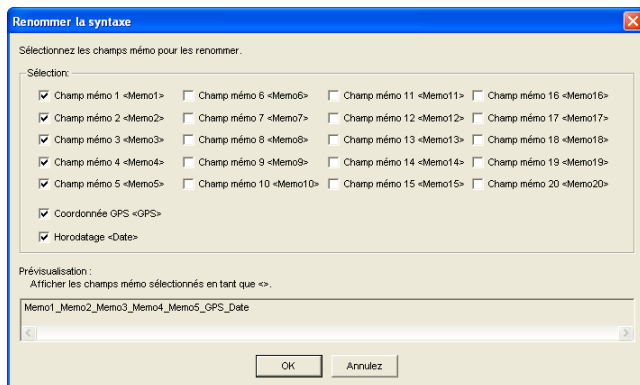 Renommer la syntaxe
Sélectionnez les champs mémo pour les renommer.
Sélection:
Champ mémo 1 <Memo1> Champ mémo 6 <Memo6> Champ mémo 11 <Memo11> Champ mémo 16 <Memo16>
Champ mémo 2 <Memo2> Champ mémo 7 <Memo7> Champ mémo 12 <Memo12> Champ mémo 17 <Memo17>
Champ mémo 3 <Memo3> Champ mémo 8 <Memo8> Champ mémo 13 <Memo13> Champ mémo 18 <Memo18>
Champ mémo 4 <Memo4> Champ mémo 9 <Memo9> Champ mémo 14 <Memo14> Champ mémo 19 <Memo19>
Champ mémo 5 <Memo5> Champ mémo 10 <Memo10> Champ mémo 15 <Memo15> Champ mémo 20 <Memo20>
Coordonnée GPS <GPS>
Horodatage <Date>
Prévisualisation :
Afficher les champs mémo sélectionnés en tant que <>.
Memo1_Memo2_Memo3_Memo4_Memo5_GPS_Date
OK Annulez